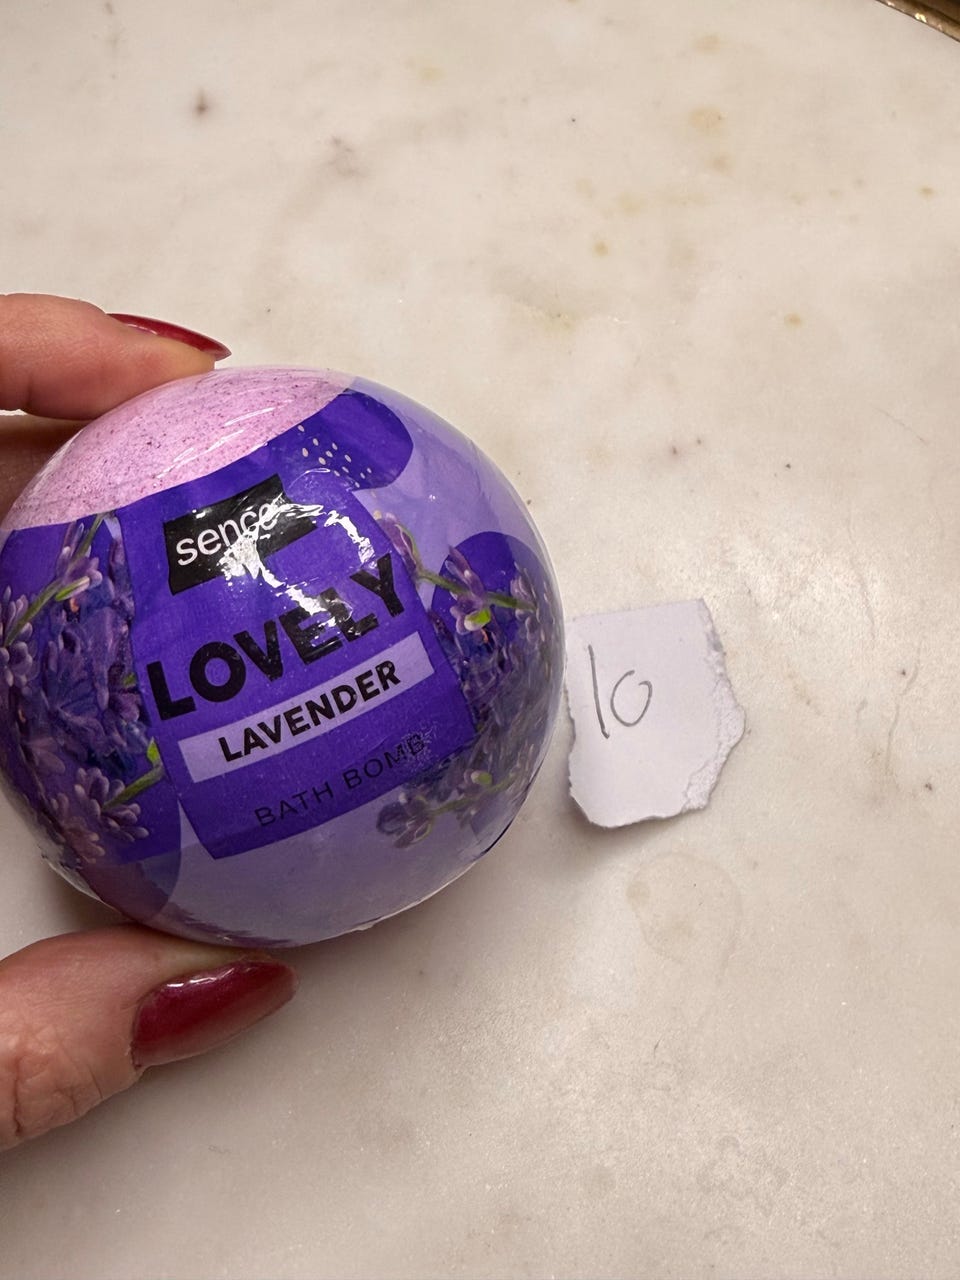 sence
LOVELY
LAVENDER
BATH BOMB
10